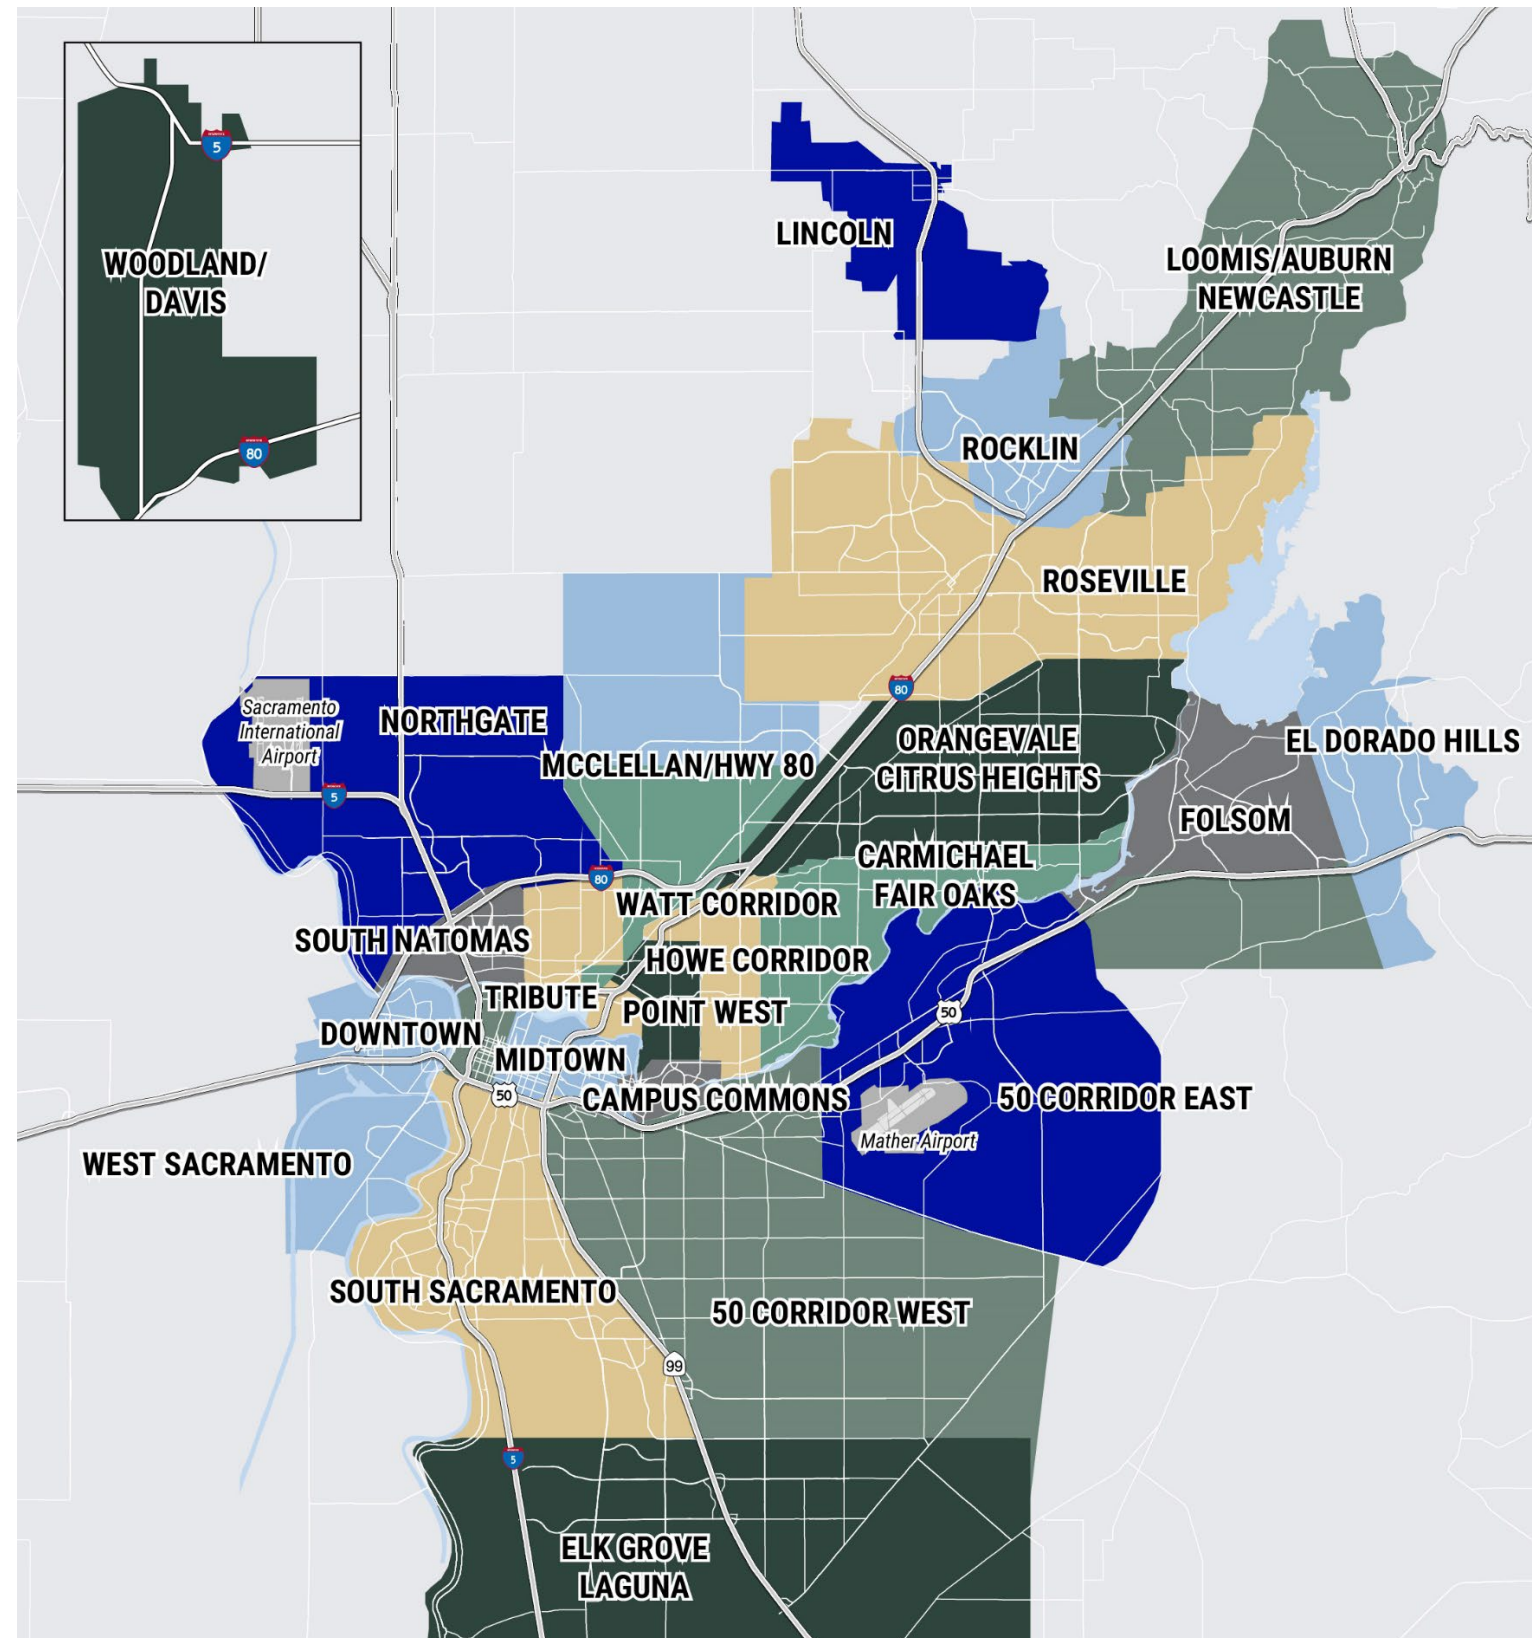 5
WOODLAND/
DAVIS
80
LINCOLN
LOOMIS/AUBURN
NEWCASTLE
ROCKLIN
ROSEVILLE
80
Sacramento
International
Airport
NORTHGATE
5
MCCLELLAN/HWY 80
ORANGEVALE
CITRUS HEIGHTS
EL DORADO HILLS
FOLSOM
80
CARMICHAEL
FAIR OAKS
WATT CORRIDOR
SOUTH NATOMAS
HOWE CORRIDOR
TRIBUTE
POINT WEST
50
DOWNTOWN
MIDTOWN
50
CAMPUS COMMONS
50 CORRIDOR EAST
Mather Airport
WEST SACRAMENTO
SOUTH SACRAMENTO
50 CORRIDOR WEST
99
5
ELK GROVE
LAGUNA